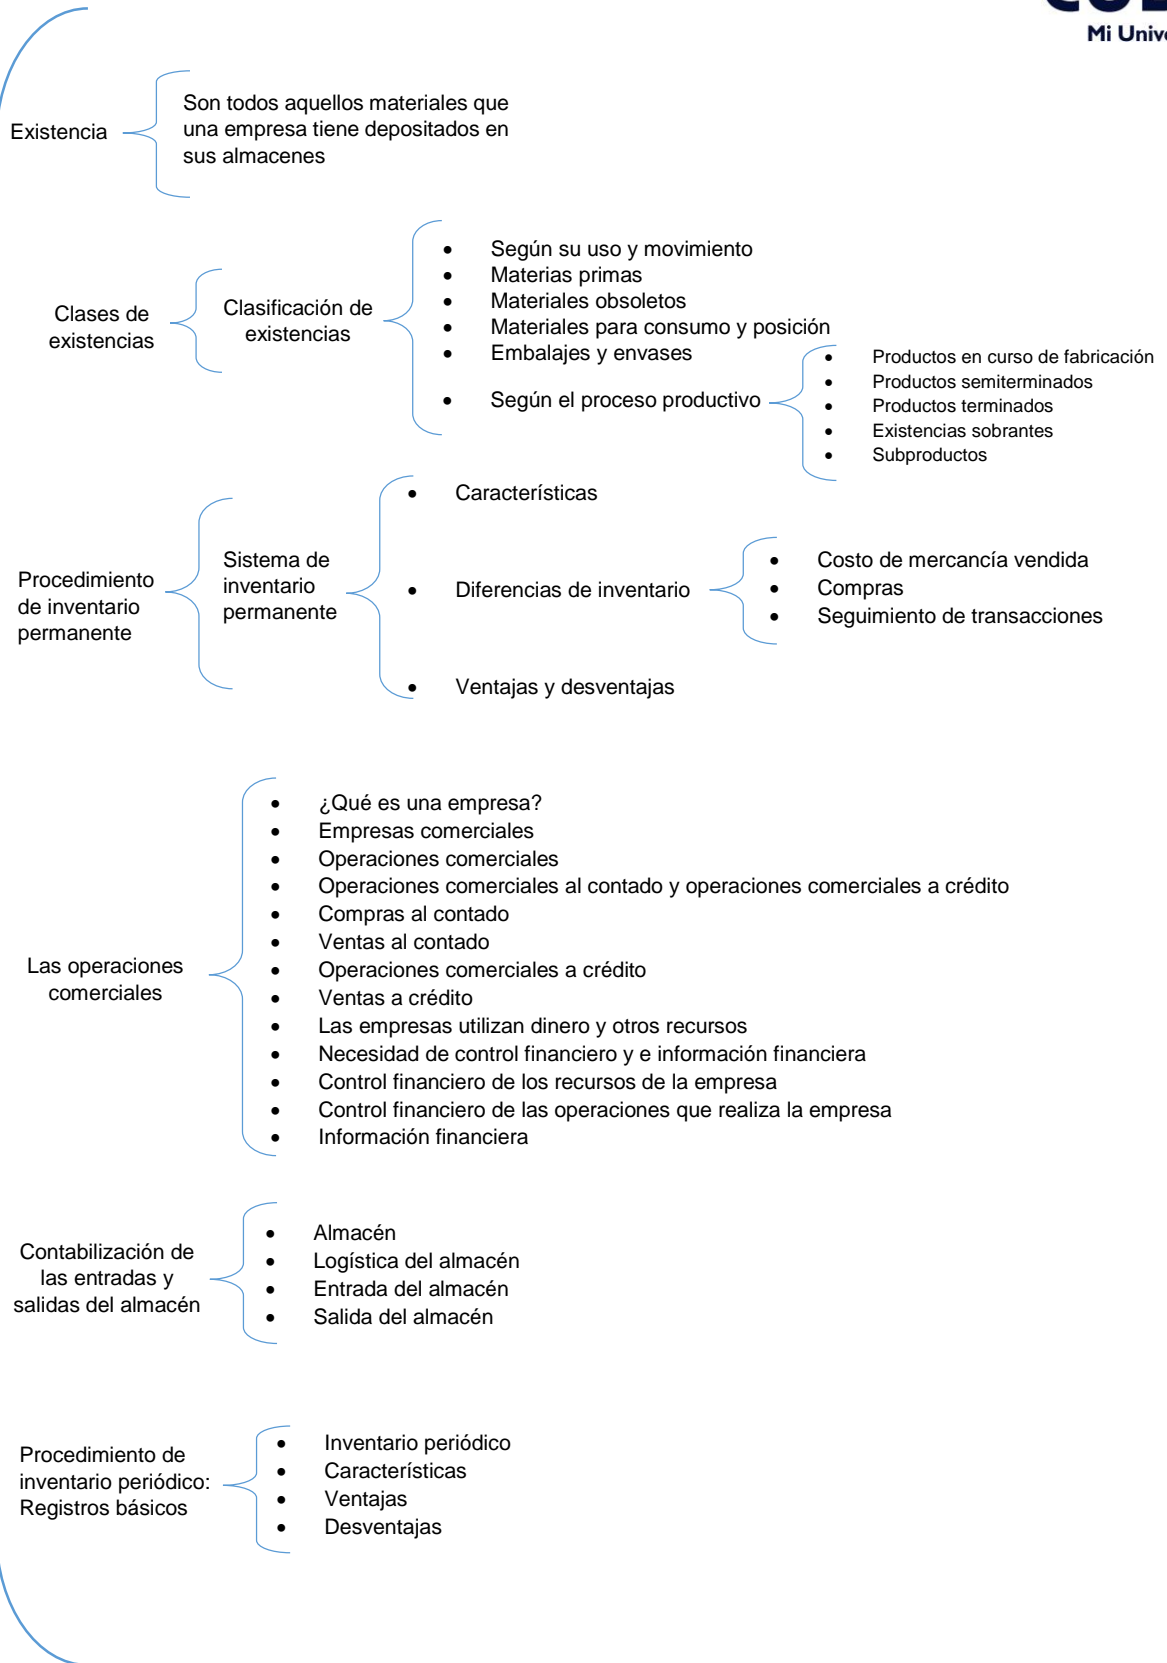 Mi
Existencia
Son todos aquellos materiales que
una empresa tiene depositados en
sus almacenes
Clases de
existencias
Clasificación de
existencias
• Según su uso y movimiento
• Materias primas
• Materiales obsoletos
• Materiales para consumo y posición
• Embalajes y envases
• Según el proceso productivo
• Productos en curso de fabricación
• Productos semiterminados
• Productos terminados
• Existencias sobrantes
• Subproductos
Procedimiento
de inventario
permanente
Sistema de
inventario
permanente
• Características
• Diferencias de inventario
• Costo de mercancía vendida
• Compras
• Seguimiento de transacciones
• Ventajas y desventajas
Las operaciones
comerciales
• ¿Qué es una empresa?
• Empresas comerciales
• Operaciones comerciales
• Operaciones comerciales al contado y operaciones comerciales a crédito
• Compras al contado
• Ventas al contado
• Operaciones comerciales a crédito
• Ventas a crédito
• Las empresas utilizan dinero y otros recursos
• Necesidad de control financiero y e información financiera
• Control financiero de los recursos de la empresa
• Control financiero de las operaciones que realiza la empresa
• Información financiera
Contabilización de
las entradas y
salidas del almacén
• Almacén
• Logística del almacén
• Entrada del almacén
• Salida del almacén
Procedimiento de
inventario periódico:
Registros básicos
• Inventario periódico
• Características
• Ventajas
• Desventajas